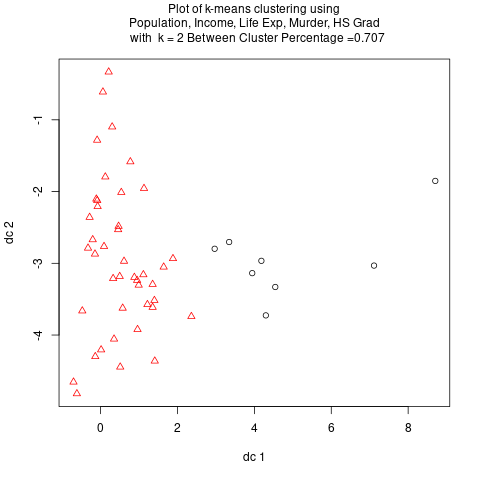 Plot of k-means clustering using
Population, Income, Life Exp, Murder, HS Grad
with k = 2 Between Cluster Percentage =0.707
-1
-2
-3
-4
dc 2
0 2 4 6 8
dc 1